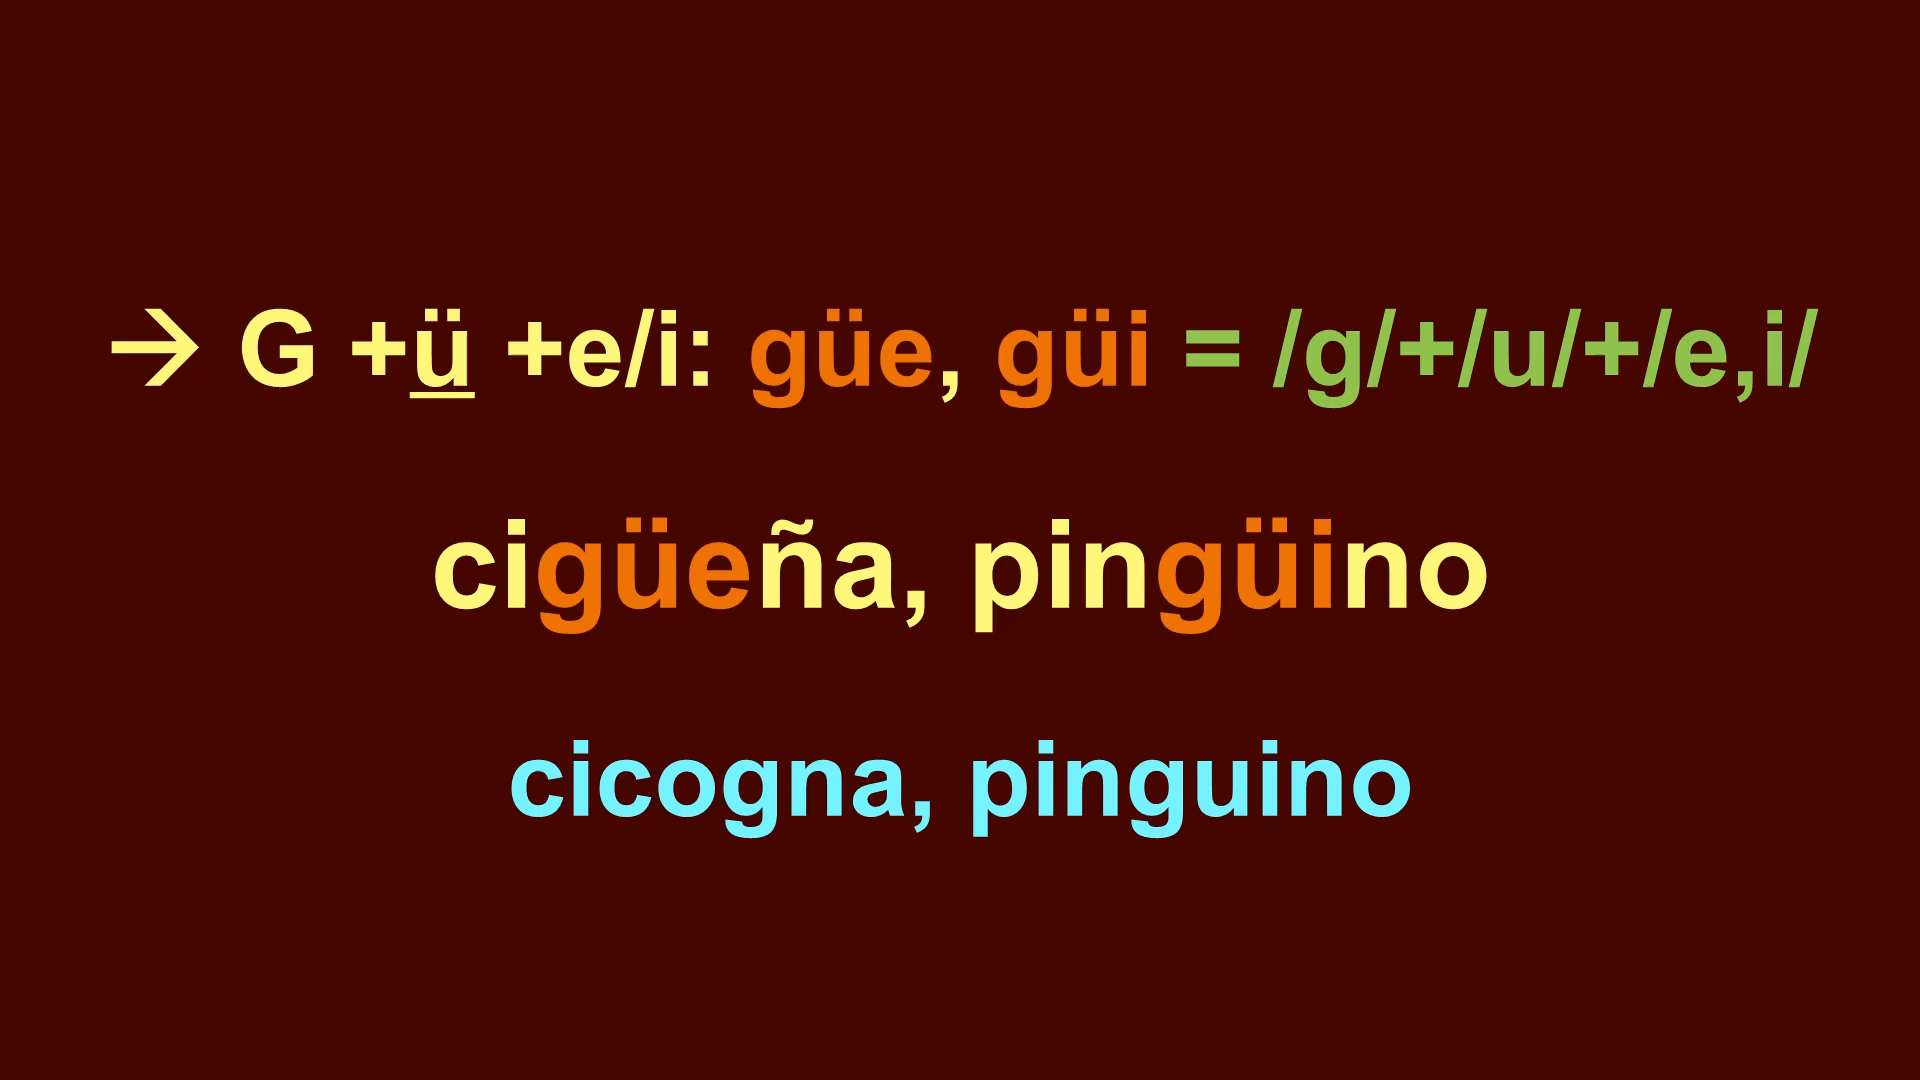 → G +ü +e/i: güe, güi = /g/+/u/+/e,i/
cigüeña, pingüino
cicogna, pinguino